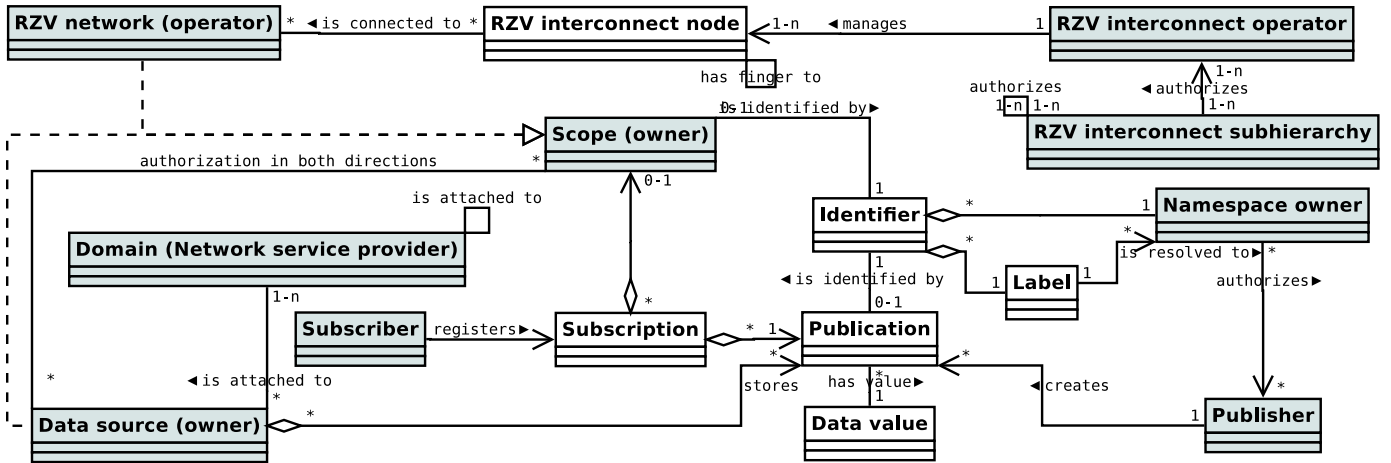 RZV network (operator)
* ◄ is connected to *
RZV interconnect node
1-n ◄ manages 1
RZV interconnect operator
has finger to
1-n
authorizes
◄ authorizes
1-n 1-n
1-n
RZV interconnect subhierarchy
0-1
is identified by ►
Scope (owner)
authorization in both directions *
0-1
1
is attached to
Identifier
* 1
Namespace owner
Domain (Network service provider)
*
*
is resolved to ► *
1
◄ is identified by
1 Label 1
authorizes ►
1-n
*
0-1
Subscriber
registers ►
Subscription
* 1
Publication
* ◄ is attached to
*
stores
*
has value ►
*
*
◄ creates
*
Data source (owner)
*
1
Data value
1
Publisher